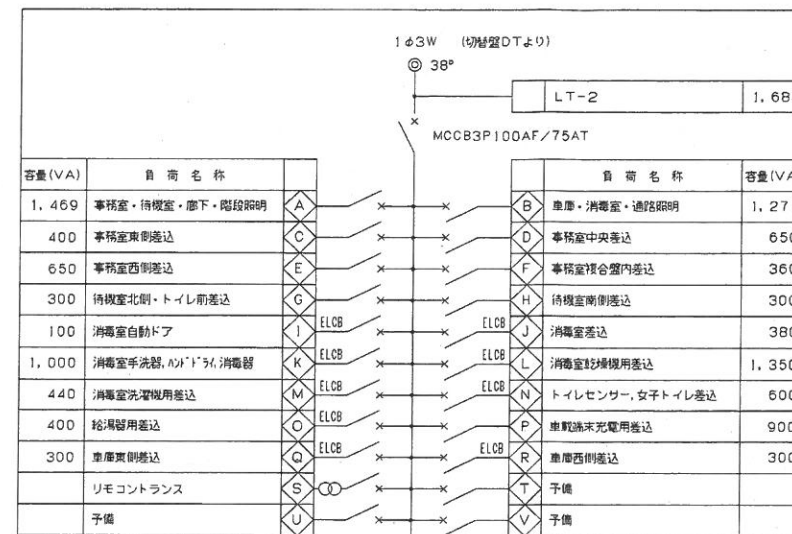 1φ3W (切替盤DTより)
38°
LT-2 1.68
MCCB3P100AF/75AT
容量(VA) 負荷名称 負荷名称 容量(VA
1,469 事務室・待機室・廊下・階段照明 A B 車庫・消毒室・通路照明 1,27
400 事務室東側差込 C D 事務室中央差込 650
650 事務室西側差込 E F 事務室複合盤内差込 360
300 待機室北側・トイレ前差込 G H 待機室南側差込 300
100 消毒室自動ドア I ELCB ELCB J 消毒室差込 380
1,000 消毒室手洗器,ハンドドライ,消毒器 K ELCB ELCB L 消毒室乾燥機用差込 1,350
440 消毒室洗濯機用差込 M ELCB ELCB N トイレセンサー,女子トイレ差込 600
400 給湯器用差込 O ELCB P 車載端末充電用差込 900
300 車庫東側差込 Q ELCB ELCB R 車庫西側差込 300
リモコントランス S T 予備
予備 U V 予備